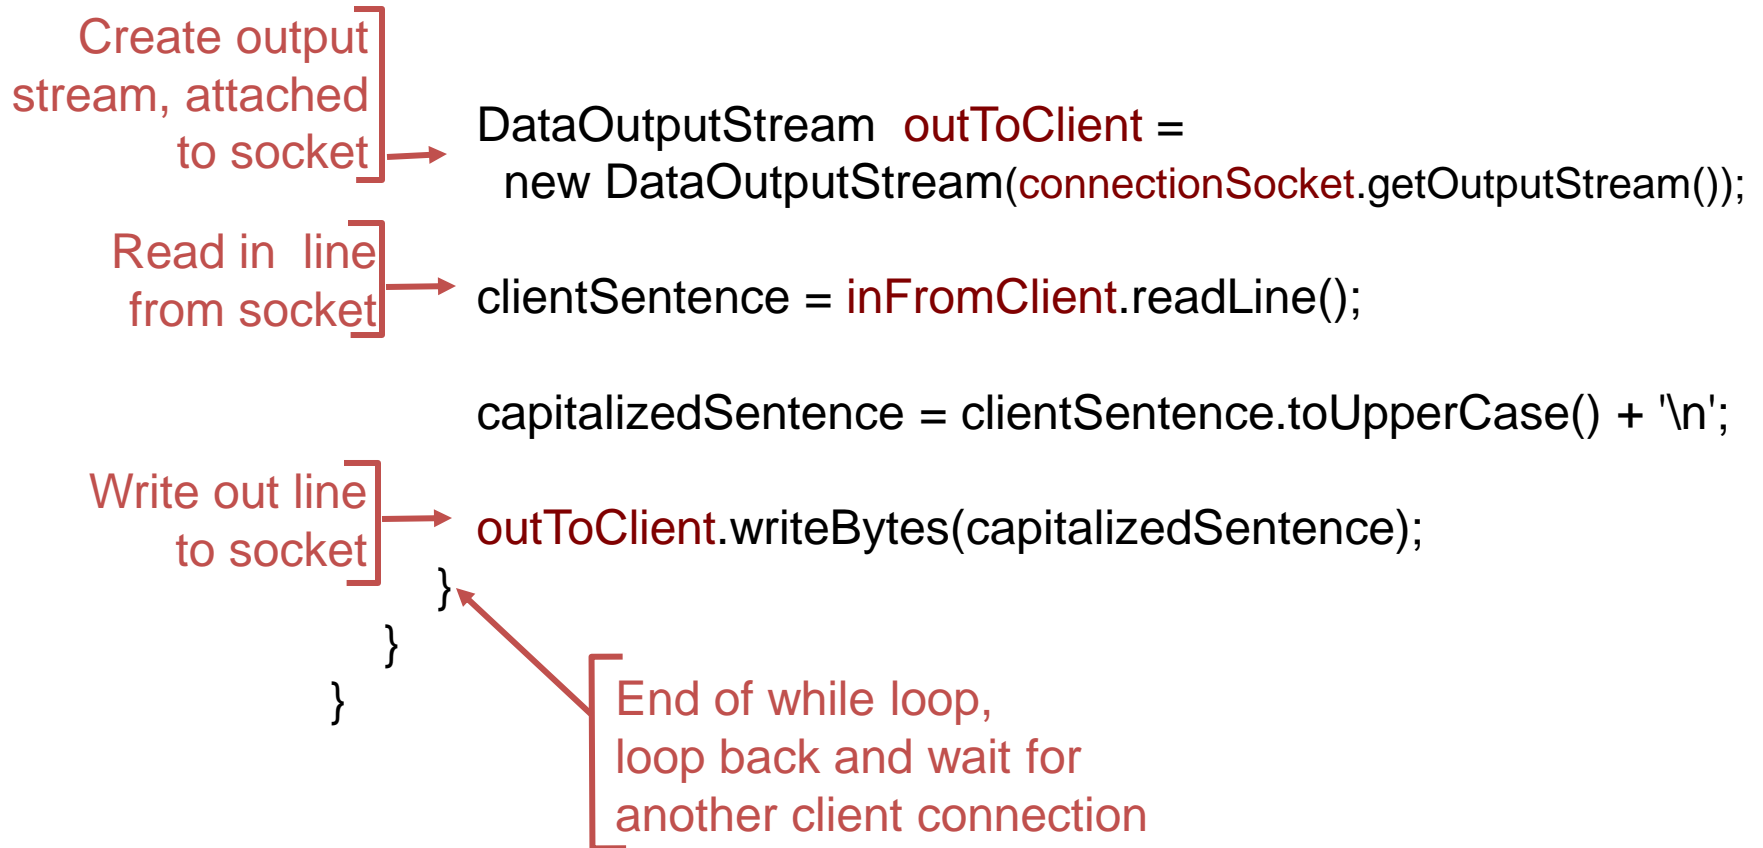 Create output
stream, attached
to socket
DataOutputStream  outToClient =
new DataOutputStream(connectionSocket.getOutputStream());
Read in  line
from socket
clientSentence = inFromClient.readLine();
capitalizedSentence = clientSentence.toUpperCase() + '\n';
Write out line
to socket
outToClient.writeBytes(capitalizedSentence);
}
}
}
End of while loop,
loop back and wait for
another client connection